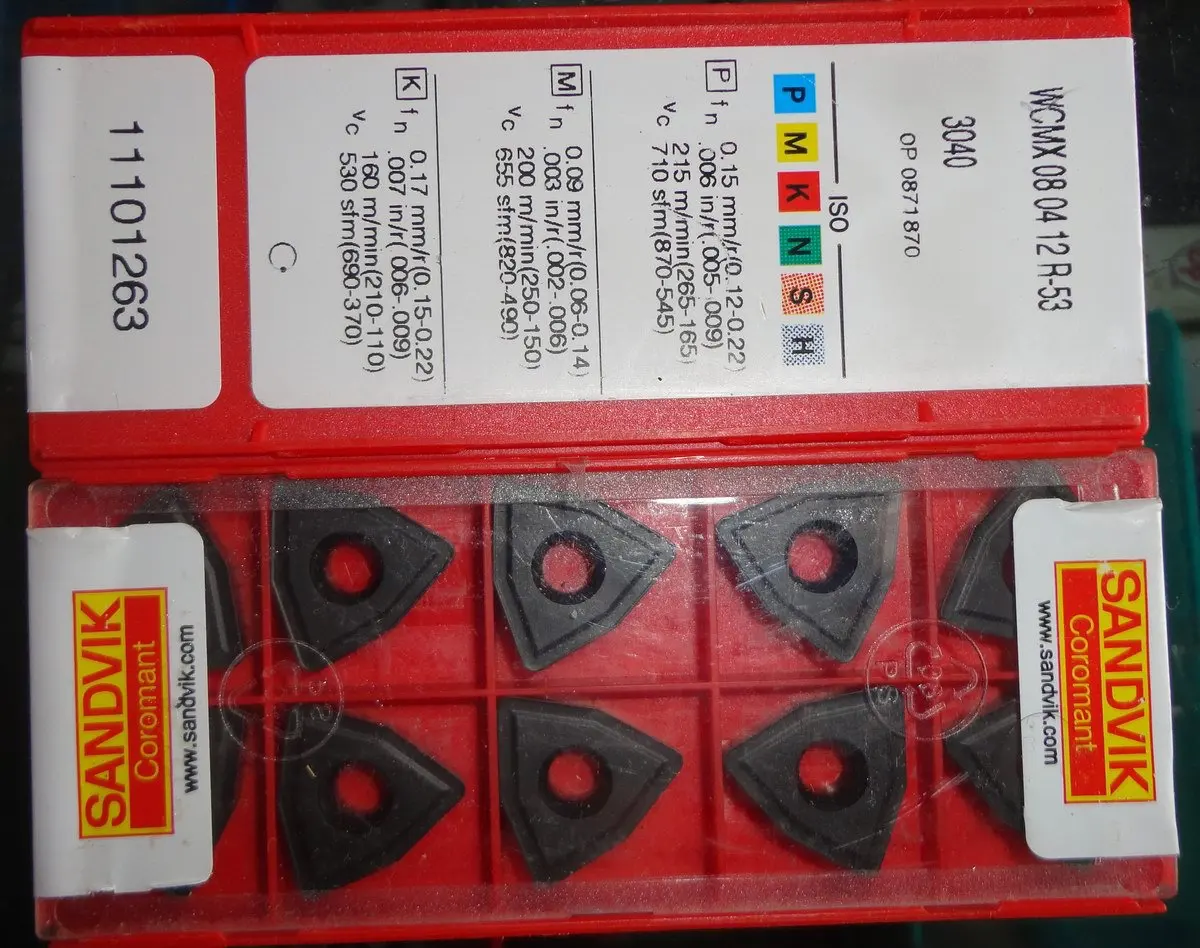 WCMX 08 04 12 R-53
3040
OP 0871870
ISO
P M K N S H
P fn 0.15 mm/r(0.12-0.22)
.006 in/r(.005-.009)
vc 215 m/min(265-165)
710 sfm(870-545)
M fn 0.09 mm/r(0.06-0.14)
.003 in/r(.002-.006)
vc 200 m/min(250-150)
655 sfm(820-490)
K fn 0.17 mm/r(0.15-0.22)
.007 in/r(.006-.009)
vc 160 m/min(210-110)
530 sfm(690-370)
11101263
SANDVIK
Coromant
www.sandvik.com
PS
SANDVIK
Coromant
www.sandvik.com
PS